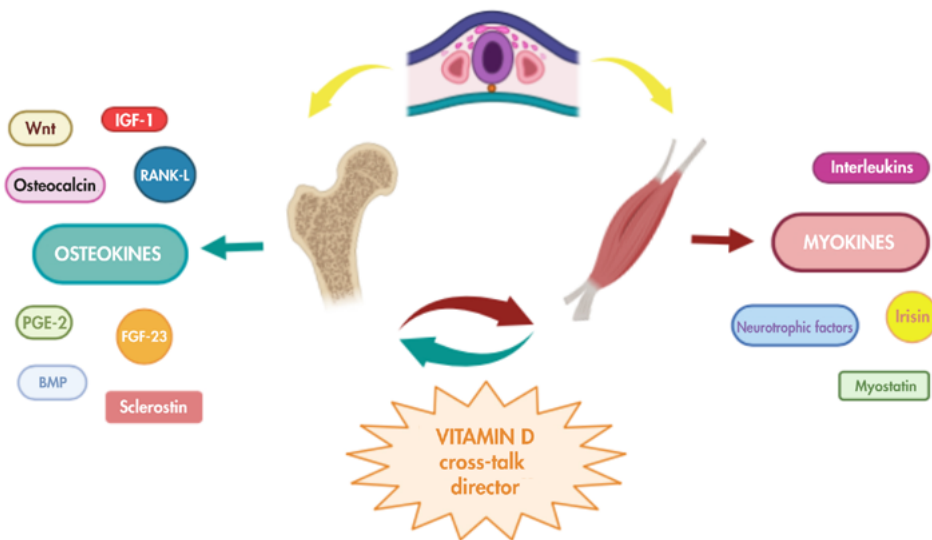 Wnt
IGF-1
Osteocalcin
RANK-L
OSTEOKINES
PGE-2
FGF-23
BMP
Sclerostin
Interleukins
MYOKINES
Neurotrophic factors
Irisin
Myostatin
VITAMIN D
cross-talk
director